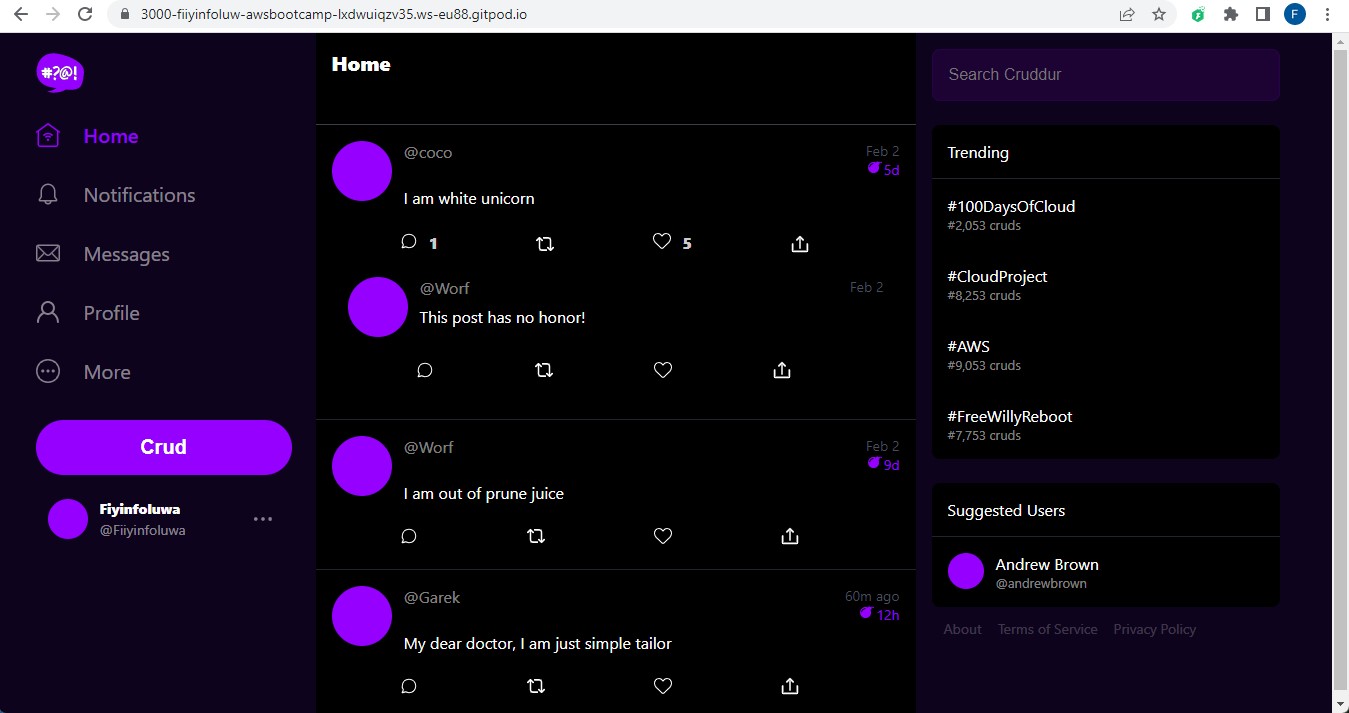 3000-fiiyinfoluw-awsbootcamp-lxdwuiqzv35.ws-eu88.gitpod.io
F
#?@!
Home
Notifications
Messages
Profile
More
Crud
Fiyinfoluwa
@Fiiyinfoluwa
Home
@coco
Feb 2
5d
I am white unicorn
1
5
@Worf
Feb 2
This post has no honor!
@Worf
Feb 2
9d
I am out of prune juice
@Garek
60m ago
12h
My dear doctor, I am just simple tailor
Search Cruddur
Trending
#100DaysOfCloud
#2,053 cruds
#CloudProject
#8,253 cruds
#AWS
#9,053 cruds
#FreeWillyReboot
#7,753 cruds
Suggested Users
Andrew Brown
@andrewbrown
About Terms of Service Privacy Policy